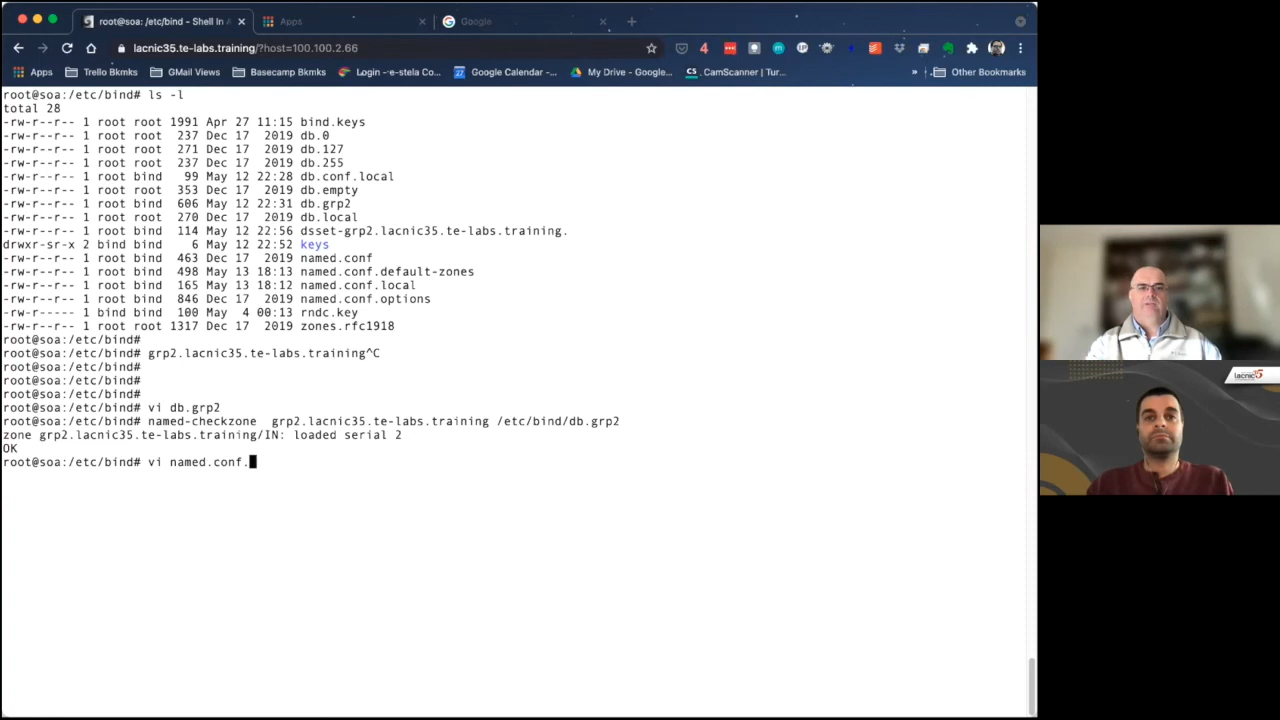 root@soa: /etc/bind - Shell In A
Apps
Google
lacnic35.te-labs.training/?host=100.100.2.66
4
Apps
Trello Bkmks
GMail Views
Basecamp Bkmks
Login -·e-stela Co...
Google Calendar -...
My Drive - Google...
CS
CamScanner | Tur...
»
Other Bookmarks
root@soa:/etc/bind# ls -l
total 28
-rw-r--r-- 1 root root 1991 Apr 27 11:15 bind.keys
-rw-r--r-- 1 root root  237 Dec 17  2019 db.0
-rw-r--r-- 1 root root  271 Dec 17  2019 db.127
-rw-r--r-- 1 root root  237 Dec 17  2019 db.255
-rw-r--r-- 1 root bind   99 May 12 22:28 db.conf.local
-rw-r--r-- 1 root root  353 Dec 17  2019 db.empty
-rw-r--r-- 1 root bind  606 May 12 22:31 db.grp2
-rw-r--r-- 1 root root  270 Dec 17  2019 db.local
-rw-r--r-- 1 root bind  114 May 12 22:56 dsset-grp2.lacnic35.te-labs.training.
drwxr-sr-x 2 bind bind    6 May 12 22:52 keys
-rw-r--r-- 1 root bind  463 Dec 17  2019 named.conf
-rw-r--r-- 1 root bind  498 May 13 18:13 named.conf.default-zones
-rw-r--r-- 1 root bind  165 May 13 18:12 named.conf.local
-rw-r--r-- 1 root bind  846 Dec 17  2019 named.conf.options
-rw-r----- 1 bind bind  100 May  4 00:13 rndc.key
-rw-r--r-- 1 root root 1317 Dec 17  2019 zones.rfc1918
root@soa:/etc/bind#
root@soa:/etc/bind# grp2.lacnic35.te-labs.training^C
root@soa:/etc/bind#
root@soa:/etc/bind#
root@soa:/etc/bind#
root@soa:/etc/bind# vi db.grp2
root@soa:/etc/bind# named-checkzone  grp2.lacnic35.te-labs.training /etc/bind/db.grp2
zone grp2.lacnic35.te-labs.training/IN: loaded serial 2
OK
root@soa:/etc/bind# vi named.conf.
lacnic35